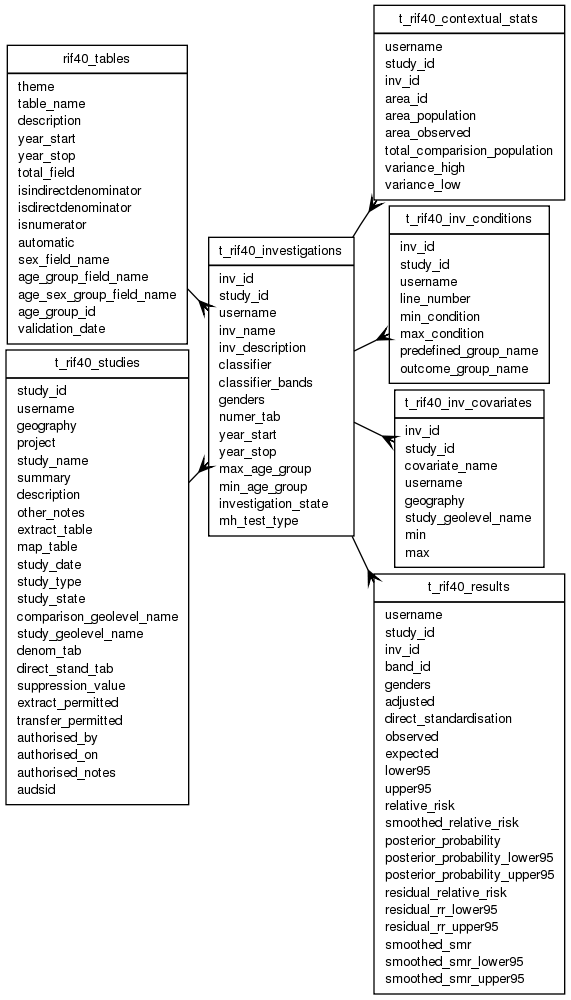 rif40_tables
theme
table_name
description
year_start
year_stop
total_field
isindirectdenominator
isdirectdenominator
isnumerator
automatic
sex_field_name
age_group_field_name
age_sex_group_field_name
age_group_id
validation_date
t_rif40_studies
study_id
username
geography
project
study_name
summary
description
other_notes
extract_table
map_table
study_date
study_type
study_state
comparison_geolevel_name
study_geolevel_name
denom_tab
direct_stand_tab
suppression_value
extract_permitted
transfer_permitted
authorised_by
authorised_on
authorised_notes
audsid
t_rif40_investigations
inv_id
study_id
username
inv_name
inv_description
classifier
classifier_bands
genders
numer_tab
year_start
year_stop
max_age_group
min_age_group
investigation_state
mh_test_type
t_rif40_contextual_stats
username
study_id
inv_id
area_id
area_population
area_observed
total_comparision_population
variance_high
variance_low
t_rif40_inv_conditions
inv_id
study_id
username
line_number
min_condition
max_condition
predefined_group_name
outcome_group_name
t_rif40_inv_covariates
inv_id
study_id
covariate_name
username
geography
study_geolevel_name
min
max
t_rif40_results
username
study_id
inv_id
band_id
genders
adjusted
direct_standardisation
observed
expected
lower95
upper95
relative_risk
smoothed_relative_risk
posterior_probability
posterior_probability_lower95
posterior_probability_upper95
residual_relative_risk
residual_rr_lower95
residual_rr_upper95
smoothed_smr
smoothed_smr_lower95
smoothed_smr_upper95